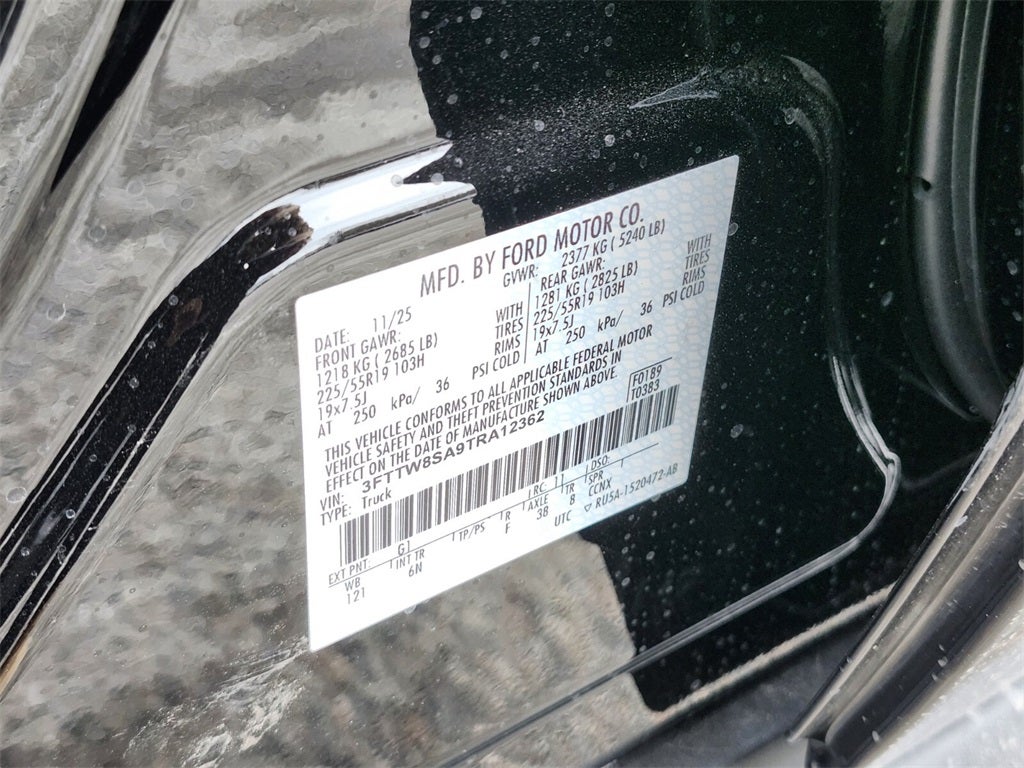 MFD. BY FORD MOTOR CO.
DATE: 11/25 GVWR: 2377 KG ( 5240 LB)
FRONT GAWR: REAR GAWR:
1218 KG ( 2685 LB) WITH 1281 KG ( 2825 LB) WITH
225/55R19 103H TIRES 225/55R19 103H TIRES
19x7.5J RIMS 19x7.5J RIMS
AT 250 kPa/ 36 PSI COLD AT 250 kPa/ 36 PSI COLD
THIS VEHICLE CONFORMS TO ALL APPLICABLE FEDERAL MOTOR
VEHICLE SAFETY AND THEFT PREVENTION STANDARDS IN
EFFECT ON THE DATE OF MANUFACTURE SHOWN ABOVE.
VIN: 3FTTW8SA9TRA12362 F0189
TYPE: Truck T0383
EXT PNT: G1 RC: DSO:
WB INT TR TP/PS R AXLE TR SPR
121 6N F 3B 8 CCNX
UTC RU5A-1520472-AB